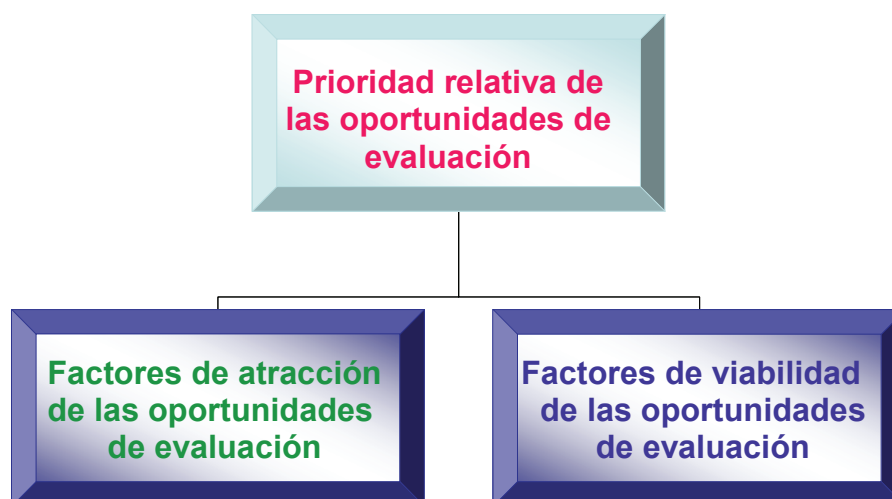 Prioridad relativa de
las oportunidades de
evaluación
Factores de atracción
de las oportunidades
de evaluación
Factores de viabilidad
de las oportunidades
de evaluación